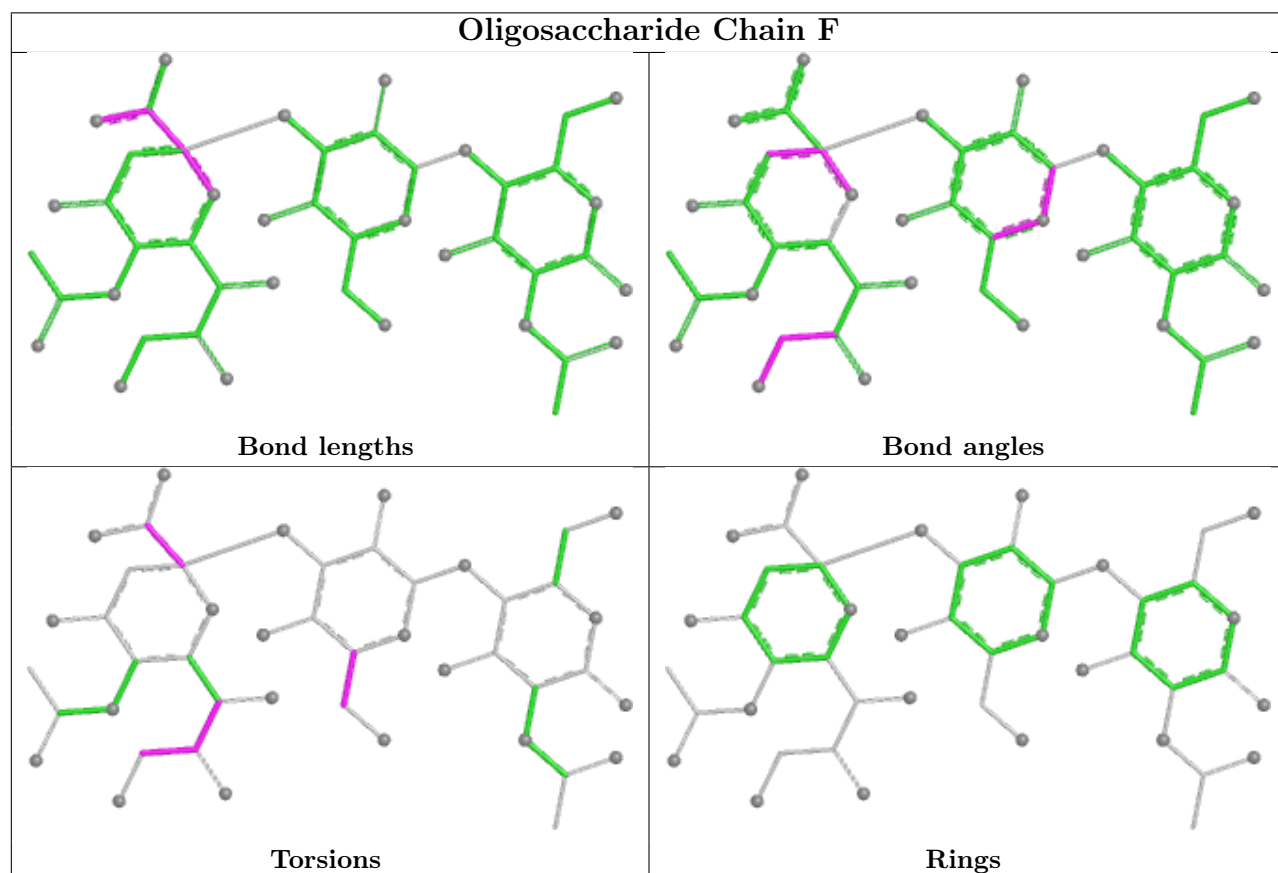 Oligosaccharide Chain F
Bond lengths
Bond angles
Torsions
Rings